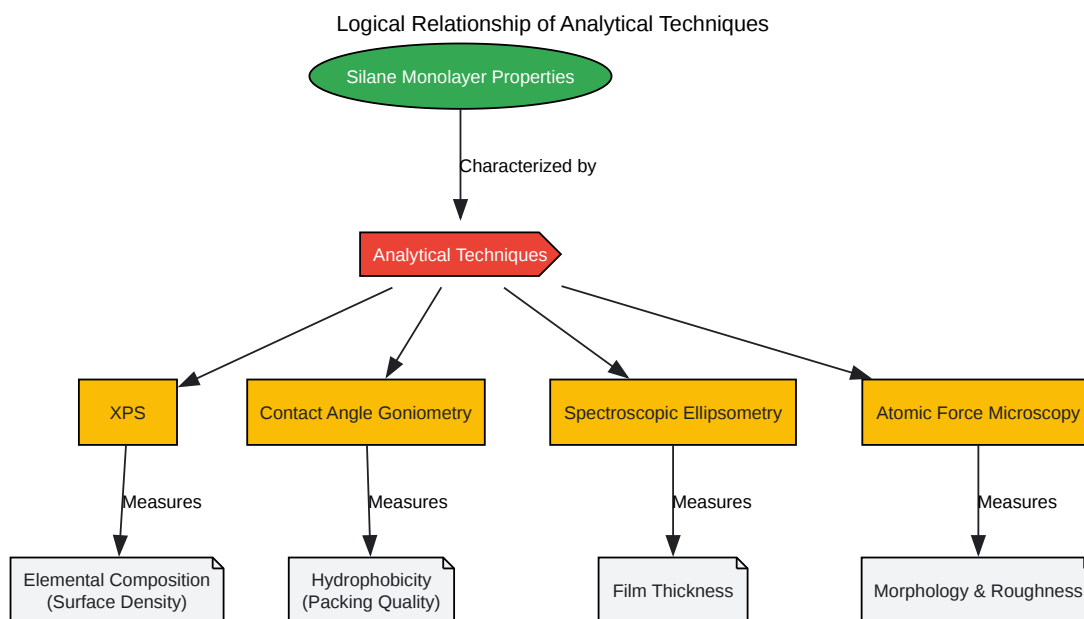 Logical Relationship of Analytical Techniques
Silane Monolayer Properties
Characterized by
Analytical Techniques
XPS
Contact Angle Goniometry
Spectroscopic Ellipsometry
Atomic Force Microscopy
Measures
Measures
Measures
Measures
Elemental Composition
(Surface Density)
Hydrophobicity
(Packing Quality)
Film Thickness
Morphology & Roughness